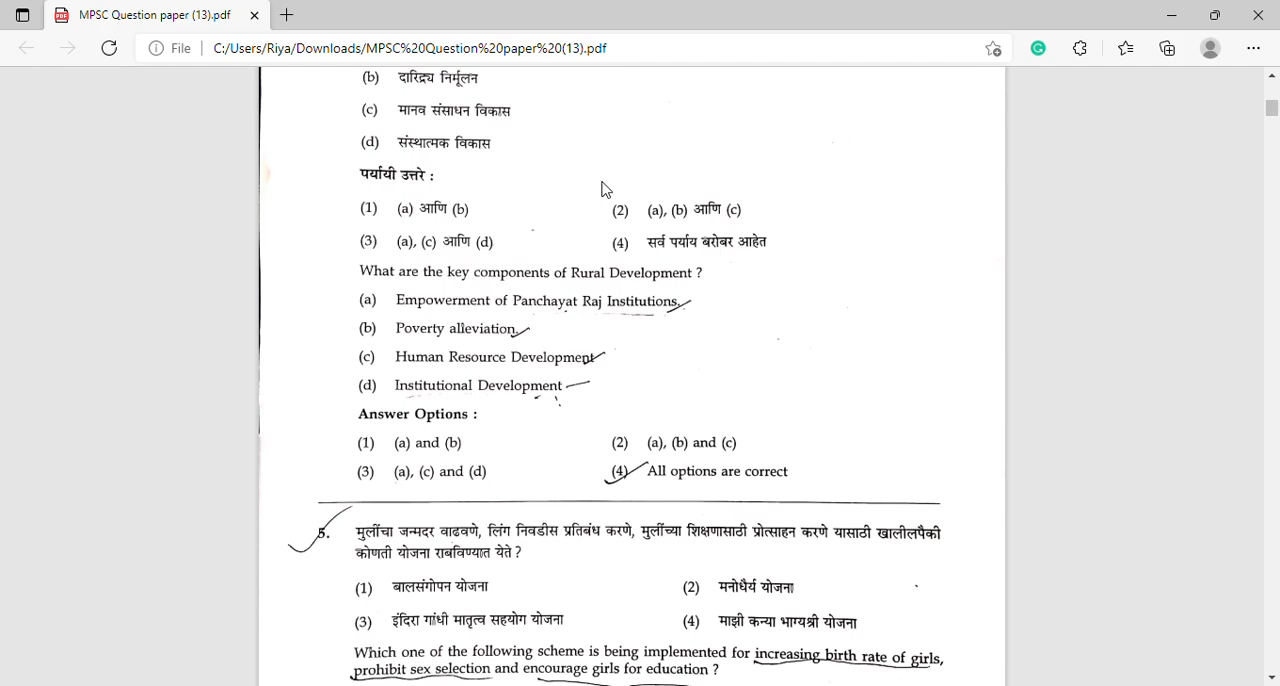 MPSC Question paper (13).pdf
File C:/Users/Riya/Downloads/MPSC%20Question%20paper%20(13).pdf
(b) दारिद्र्य निर्मूलन
(c) मानव संसाधन विकास
(d) संस्थात्मक विकास
पर्यायी उत्तरे :
(1) (a) आणि (b) (2) (a), (b) आणि (c)
(3) (a), (c) आणि (d) (4) सर्व पर्याय बरोबर आहेत
What are the key components of Rural Development ?
(a) Empowerment of Panchayat Raj Institutions.
(b) Poverty alleviation.
(c) Human Resource Development
(d) Institutional Development
Answer Options :
(1) (a) and (b) (2) (a), (b) and (c)
(3) (a), (c) and (d) (4) All options are correct
5. मुलींचा जन्मदर वाढवणे, लिंग निवडीस प्रतिबंध करणे, मुलींच्या शिक्षणासाठी प्रोत्साहन करणे यासाठी खालीलपैकी
कोणती योजना राबविण्यात येते ?
(1) बालसंगोपन योजना (2) मनोधैर्य योजना
(3) इंदिरा गांधी मातृत्व सहयोग योजना (4) माझी कन्या भाग्यश्री योजना
Which one of the following scheme is being implemented for increasing birth rate of girls,
prohibit sex selection and encourage girls for education ?